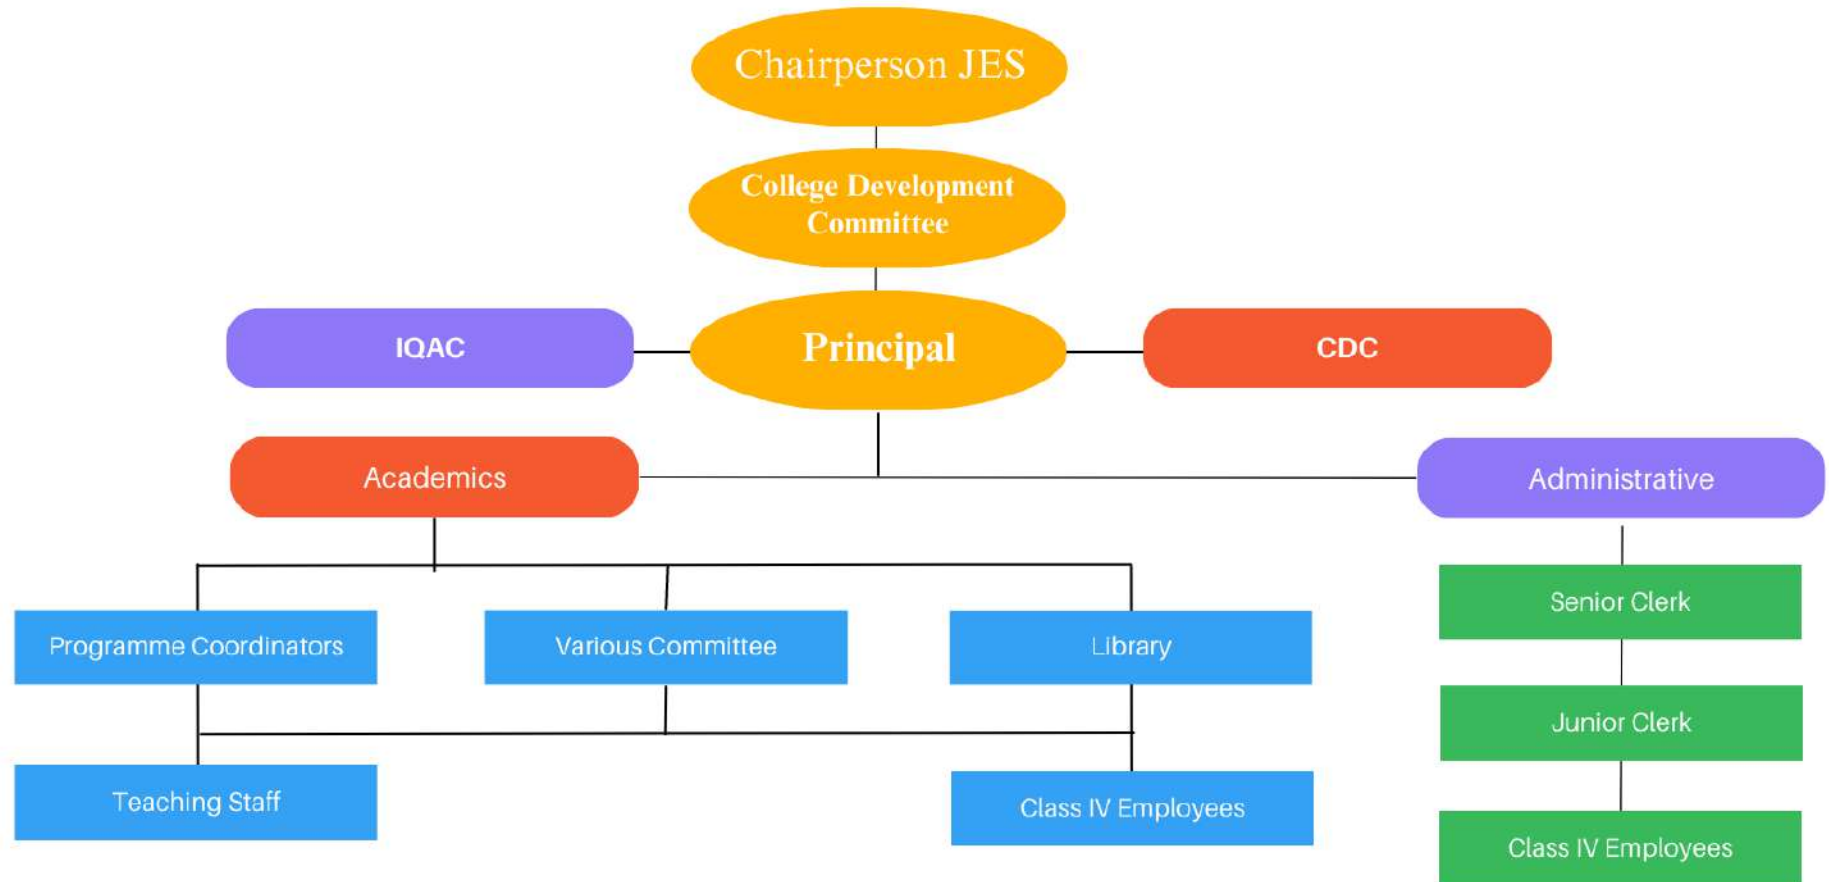 Chairperson JES
College Development
Committee
IQAC
Principal
CDC
Academics
Administrative
Senior Clerk
Programme Coordinators
Various Committee
Library
Junior Clerk
Teaching Staff
Class IV Employees
Class IV Employees